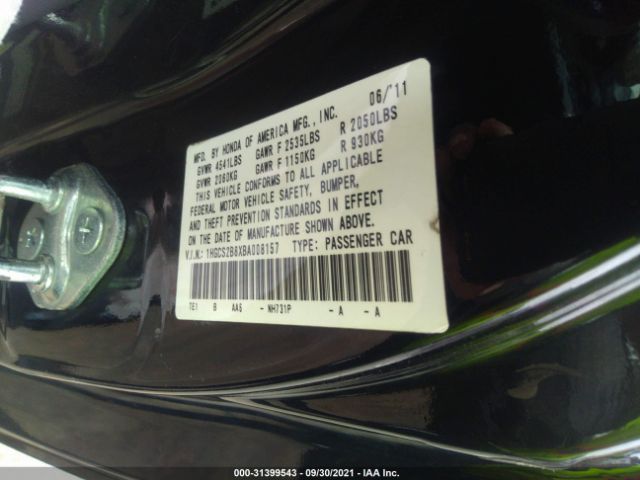 MFD. BY HONDA OF AMERICA MFG., INC. 06/'11
GVWR 4541LBS GAWR F 2535LBS R 2050LBS
GVWR 2060KG GAWR F 1150KG R 930KG
THIS VEHICLE CONFORMS TO ALL APPLICABLE
FEDERAL MOTOR VEHICLE SAFETY, BUMPER,
AND THEFT PREVENTION STANDARDS IN EFFECT
ON THE DATE OF MANUFACTURE SHOWN ABOVE.
V.I.N.: 1HGCS2B8XBA008157 TYPE: PASSENGER CAR
TE1 B AA6 - NH731P - A - A
000-31399543 - 09/30/2021 - IAA Inc.